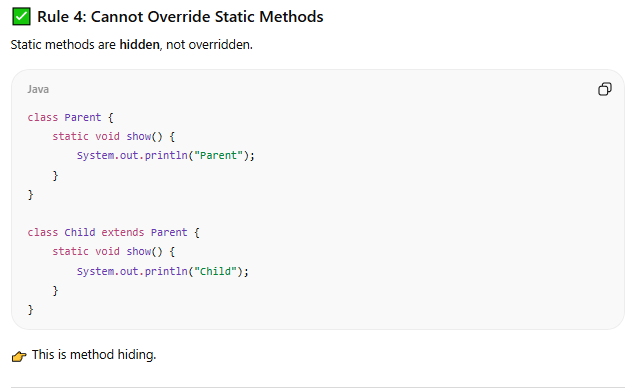 ✅ Rule 4: Cannot Override Static Methods
Static methods are hidden, not overridden.
Java
class Parent {
    static void show() {
        System.out.println("Parent");
    }
}

class Child extends Parent {
    static void show() {
        System.out.println("Child");
    }
}
👉 This is method hiding.